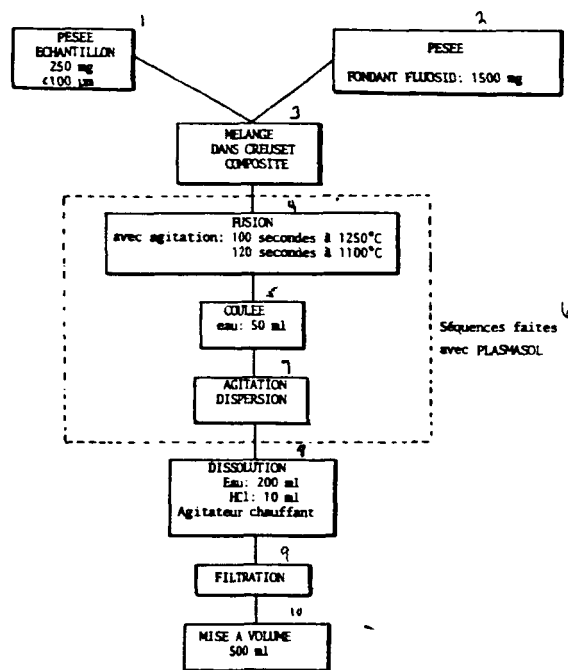 1
PESEE
ECHANTILLON
250 mg
<100 µm
2
PESEE
FONDANT FLUOSID: 1500 mg
3
MELANGE
DANS CREUSET
COMPOSITE
4
FUSION
avec agitation: 100 secondes à 1250°C
120 secondes à 1100°C
5
COULEE
eau: 50 ml
6
Séquences faites
avec PLASMASOL
7
AGITATION
DISPERSION
8
DISSOLUTION
Eau: 200 ml
HCl: 10 ml
Agitateur chauffant
9
FILTRATION
10
MISE A VOLUME
500 ml